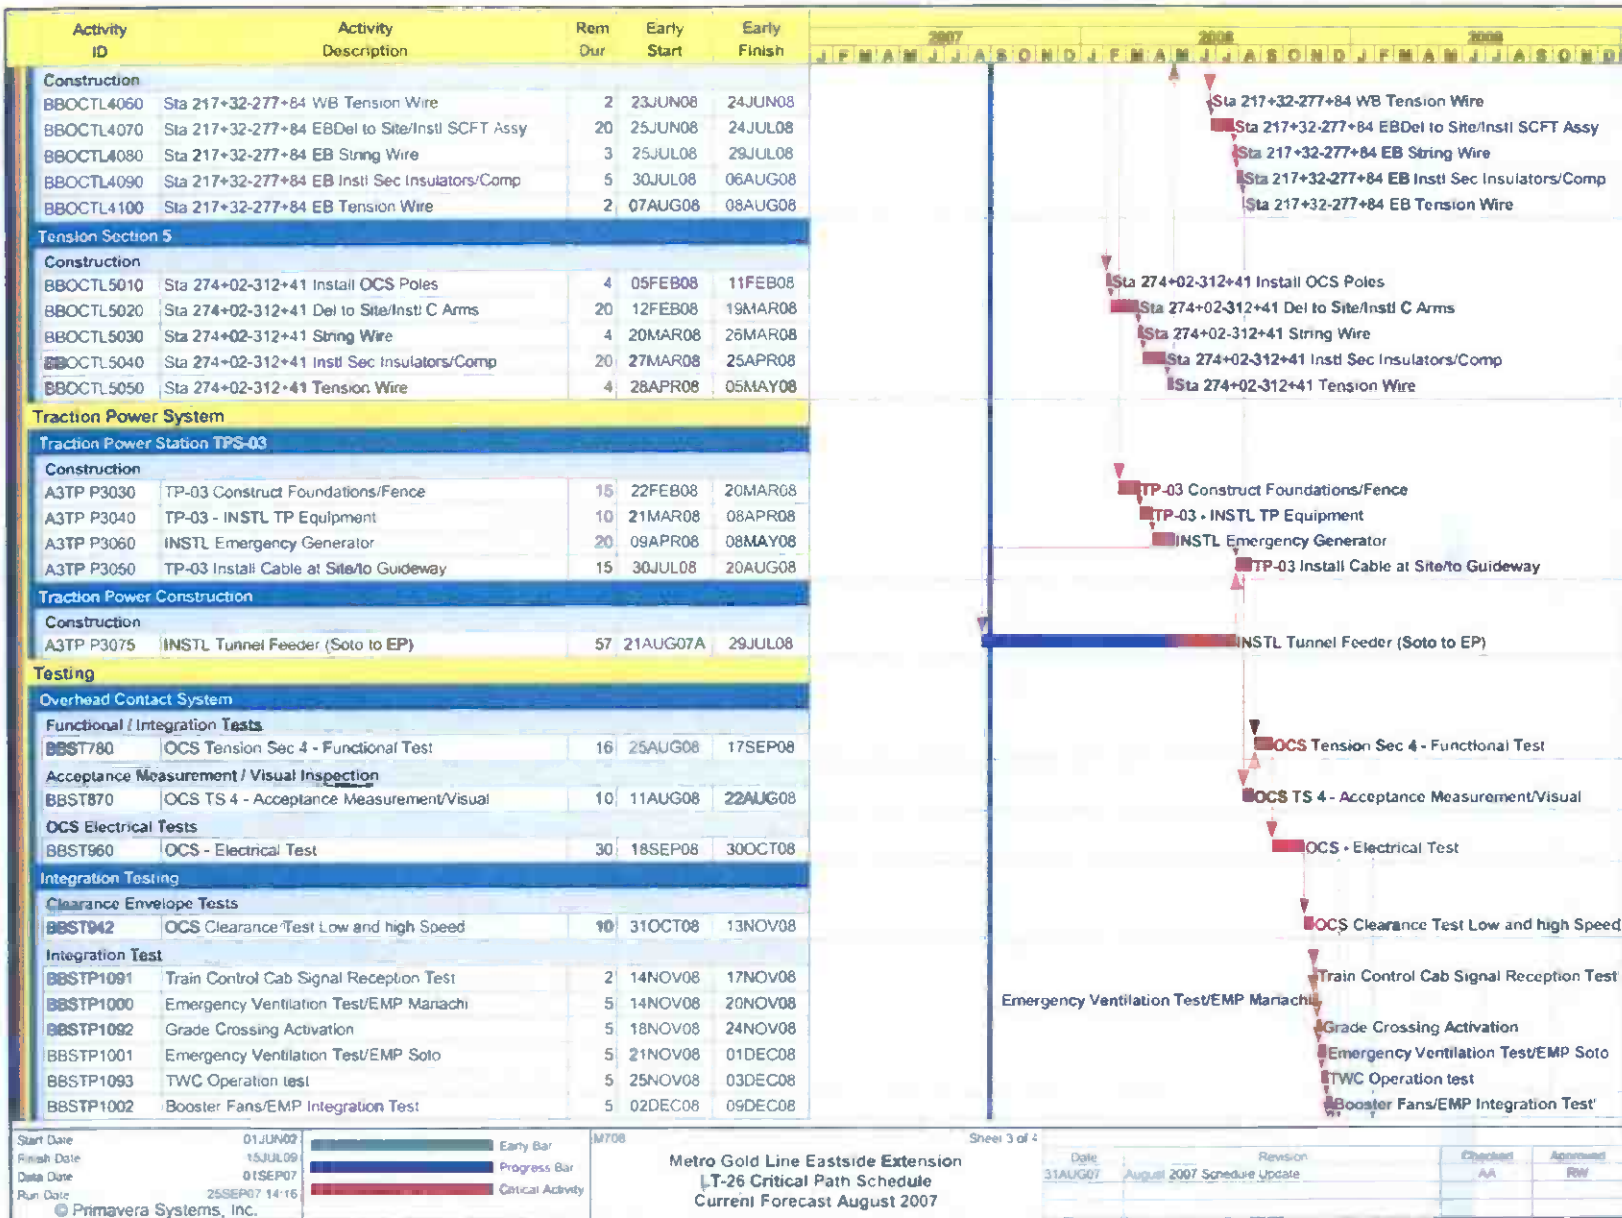 Activity ID Activity Description Rem Dur Early Start Early Finish
2007 2008 2009
J F M A M J J A S O N D J F M A M J J A S O N D J F M A M J J A S O N D
Construction
BBOCTL4060 Sta 217+32-277+84 WB Tension Wire 2 23JUN08 24JUN08 Sta 217+32-277+84 WB Tension Wire
BBOCTL4070 Sta 217+32-277+84 EBDel to Site/Instl SCFT Assy 20 25JUN08 24JUL08 Sta 217+32-277+84 EBDel to Site/Instl SCFT Assy
BBOCTL4080 Sta 217+32-277+84 EB String Wire 3 25JUL08 29JUL08 Sta 217+32-277+84 EB String Wire
BBOCTL4090 Sta 217+32-277+84 EB Instl Sec Insulators/Comp 5 30JUL08 06AUG08 Sta 217+32-277+84 EB Instl Sec Insulators/Comp
BBOCTL4100 Sta 217+32-277+84 EB Tension Wire 2 07AUG08 08AUG08 Sta 217+32-277+84 EB Tension Wire
Tension Section 5
Construction
BBOCTL5010 Sta 274+02-312+41 Install OCS Poles 4 05FEB08 11FEB08 Sta 274+02-312+41 Install OCS Poles
BBOCTL5020 Sta 274+02-312+41 Del to Site/Instl C Arms 20 12FEB08 19MAR08 Sta 274+02-312+41 Del to Site/Instl C Arms
BBOCTL5030 Sta 274+02-312+41 String Wire 4 20MAR08 26MAR08 Sta 274+02-312+41 String Wire
BBOCTL5040 Sta 274+02-312+41 Instl Sec Insulators/Comp 20 27MAR08 25APR08 Sta 274+02-312+41 Instl Sec Insulators/Comp
BBOCTL5050 Sta 274+02-312+41 Tension Wire 4 28APR08 05MAY08 Sta 274+02-312+41 Tension Wire
Traction Power System
Traction Power Station TPS-03
Construction
A3TP P3030 TP-03 Construct Foundations/Fence 15 22FEB08 20MAR08 TP-03 Construct Foundations/Fence
A3TP P3040 TP-03 - INSTL TP Equipment 10 21MAR08 08APR08 TP-03 - INSTL TP Equipment
A3TP P3060 INSTL Emergency Generator 20 09APR08 08MAY08 INSTL Emergency Generator
A3TP P3050 TP-03 Install Cable at Site/to Guideway 15 30JUL08 20AUG08 TP-03 Install Cable at Site/to Guideway
Traction Power Construction
Construction
A3TP P3075 INSTL Tunnel Feeder (Soto to EP) 57 21AUG07A 29JUL08 INSTL Tunnel Feeder (Soto to EP)
Testing
Overhead Contact System
Functional / Integration Tests
BBST780 OCS Tension Sec 4 - Functional Test 16 25AUG08 17SEP08 OCS Tension Sec 4 - Functional Test
Acceptance Measurement / Visual Inspection
BBST870 OCS TS 4 - Acceptance Measurement/Visual 10 11AUG08 22AUG08 OCS TS 4 - Acceptance Measurement/Visual
OCS Electrical Tests
BBST960 OCS - Electrical Test 30 18SEP08 30OCT08 OCS - Electrical Test
Integration Testing
Clearance Envelope Tests
BBST942 OCS Clearance Test Low and high Speed 10 31OCT08 13NOV08 OCS Clearance Test Low and high Speed
Integration Test
BBSTP1091 Train Control Cab Signal Reception Test 2 14NOV08 17NOV08 Train Control Cab Signal Reception Test
BBSTP1000 Emergency Ventilation Test/EMP Mariachi 5 14NOV08 20NOV08 Emergency Ventilation Test/EMP Mariachi
BBSTP1092 Grade Crossing Activation 5 18NOV08 24NOV08 Grade Crossing Activation
BBSTP1001 Emergency Ventilation Test/EMP Soto 5 21NOV08 01DEC08 Emergency Ventilation Test/EMP Soto
BBSTP1093 TWC Operation test 5 25NOV08 03DEC08 TWC Operation test
BBSTP1002 Booster Fans/EMP Integration Test 5 02DEC08 09DEC08 Booster Fans/EMP Integration Test
Start Date 01JUN02
Finish Date 15JUL09
Data Date 01SEP07
Run Date 25SEP07 14:16
© Primavera Systems, Inc.
Early Bar
Progress Bar
Critical Activity
M708
Sheet 3 of 4
Metro Gold Line Eastside Extension
LT-26 Critical Path Schedule
Current Forecast August 2007
Date Revision Checked Approved
31AUG07 August 2007 Schedule Update AA RW